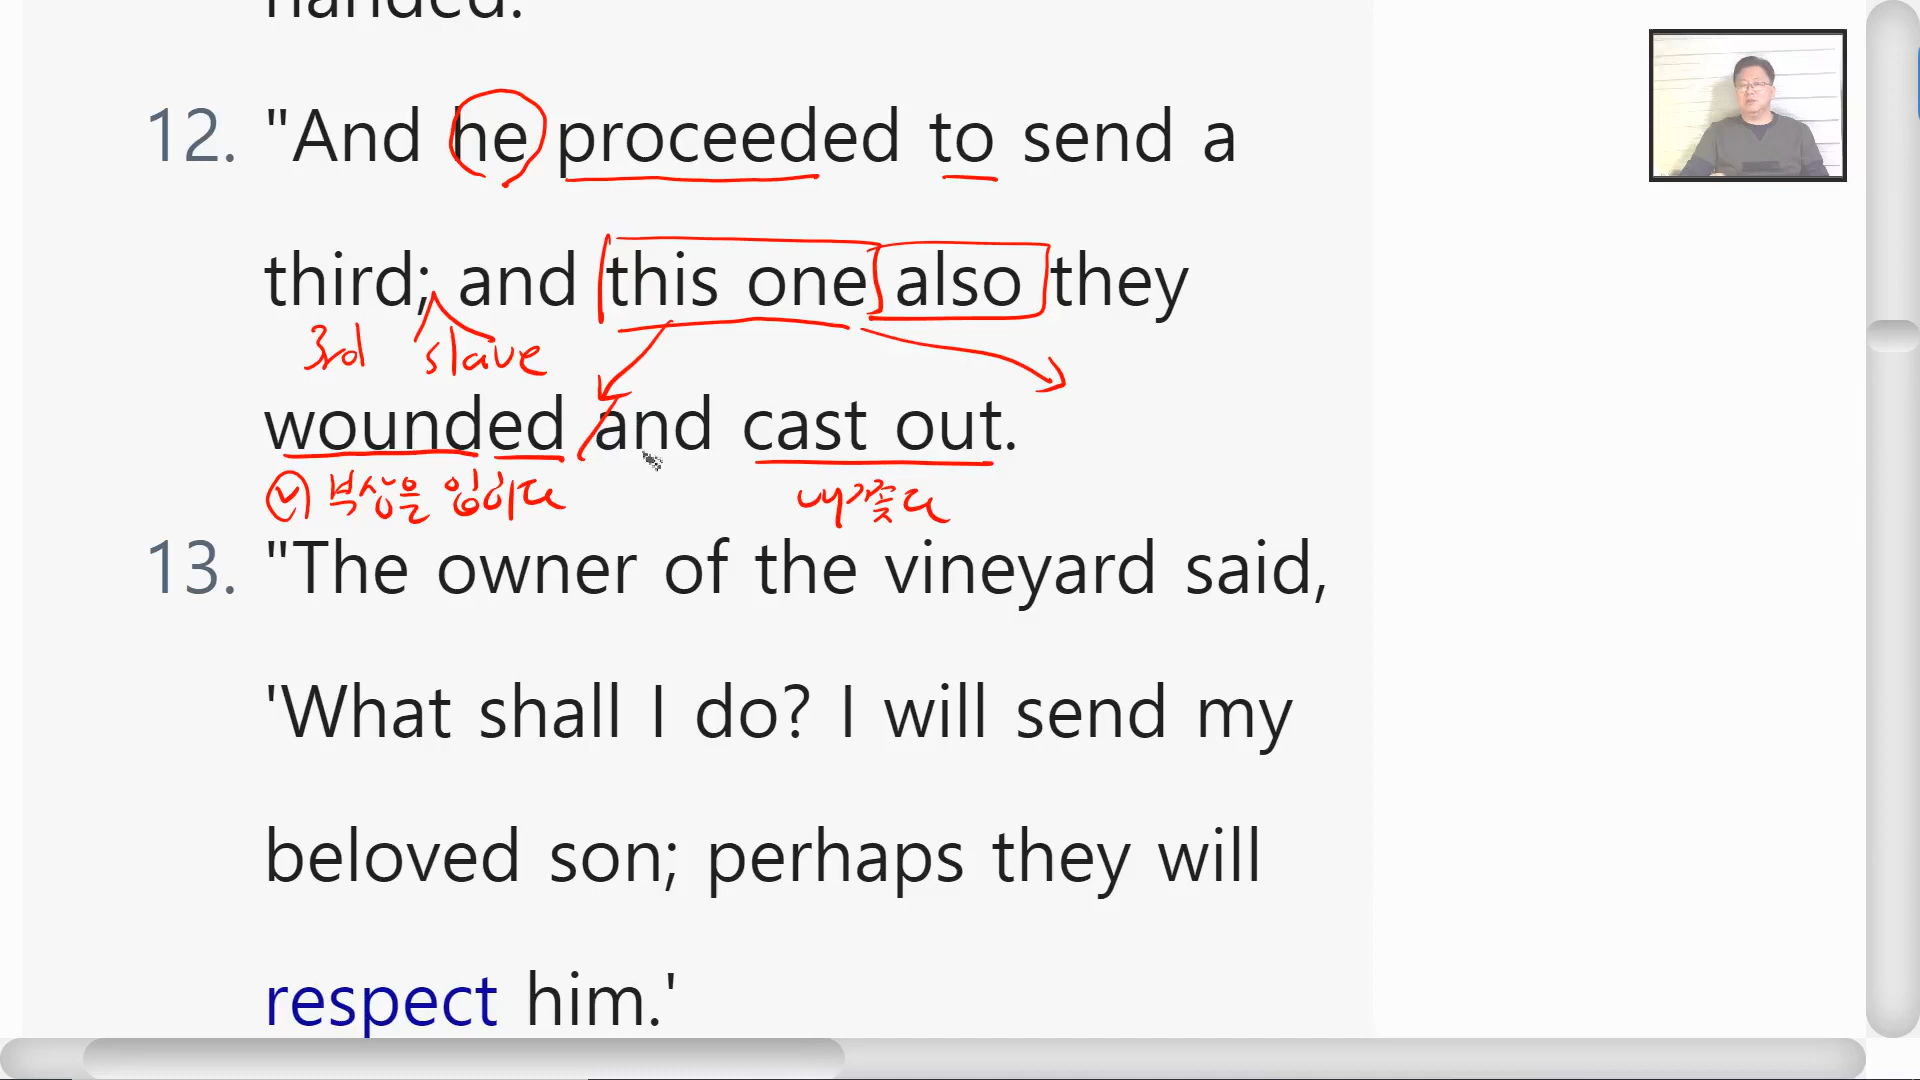 handed.
12. "And he proceeded to send a
third; and this one also they
3rd slave
wounded and cast out.
ⓥ 부상을 입히다 내쫓다
13. "The owner of the vineyard said,
'What shall I do? I will send my
beloved son; perhaps they will
respect him.'